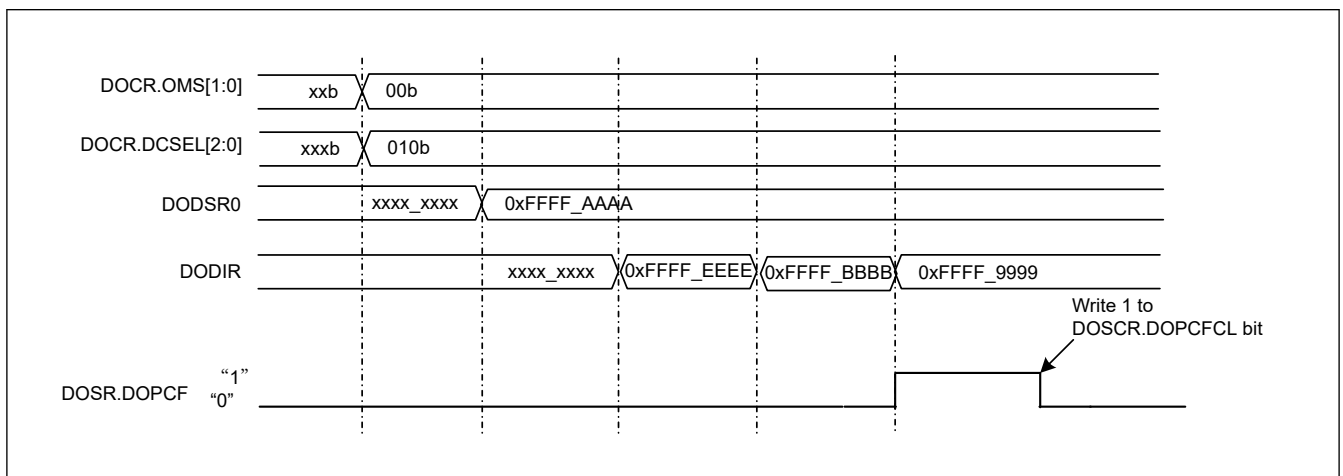 DOCR.OMS[1:0] xxb 00b
DOCR.DCSEL[2:0] xxxb 010b
DODSR0 xxxx_xxxx 0xFFFF_AAAA
DODIR xxxx_xxxx 0xFFFF_EEEE 0xFFFF_BBBB 0xFFFF_9999
Write 1 to
DOSCR.DOPCFCL bit
“1”
DOSR.DOPCF “0”